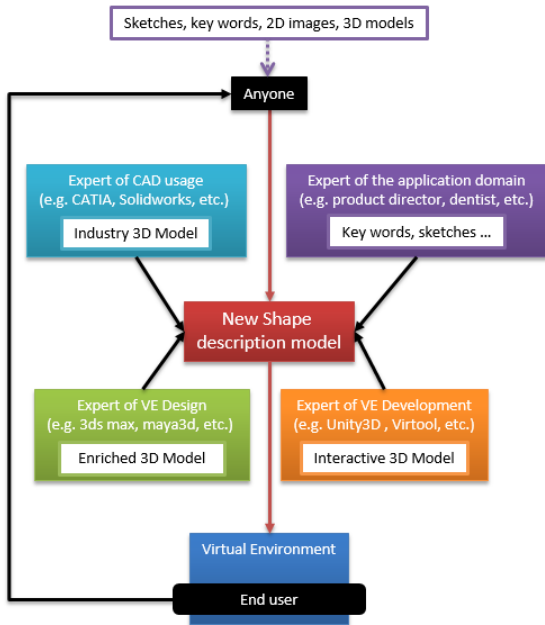 Sketches, key words, 2D images, 3D models
Anyone
Expert of CAD usage
(e.g. CATIA, Solidworks, etc.)
Industry 3D Model
Expert of the application domain
(e.g. product director, dentist, etc.)
Key words, sketches ...
New Shape
description model
Expert of VE Design
(e.g. 3ds max, maya3d, etc.)
Enriched 3D Model
Expert of VE Development
(e.g. Unity3D , Virtool, etc.)
Interactive 3D Model
Virtual Environment
End user